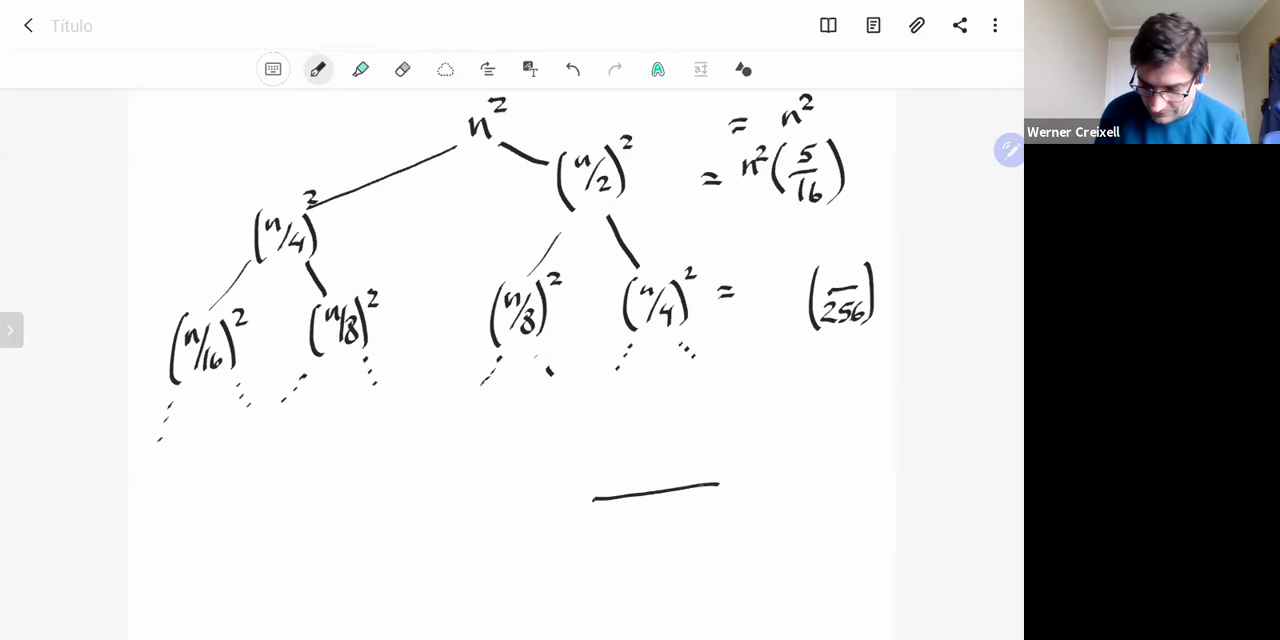 Título
Werner Creixell
n²
= n²
(n/4)² (n/2)² = n²(5/16)
(n/16)² (n/8)² (n/8)² (n/4)² = (—/256)